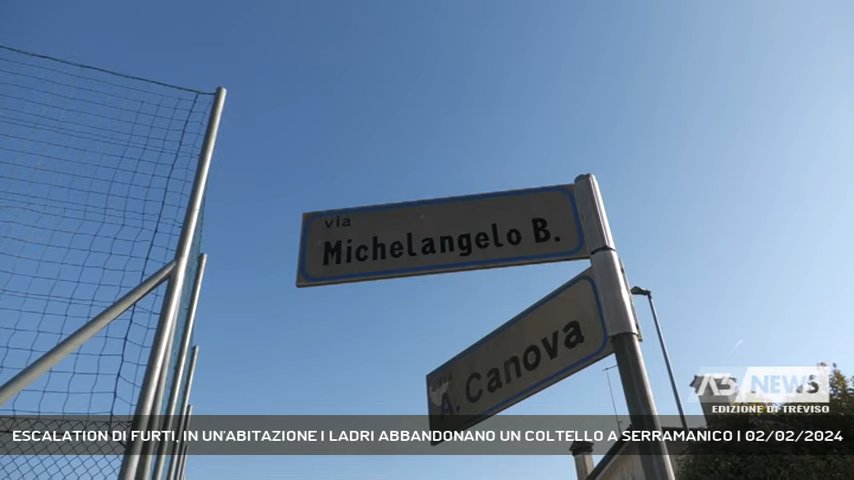 via
Michelangelo B.
A. Canova
A3 NEWS
EDIZIONE DI TREVISO
ESCALATION DI FURTI, IN UN'ABITAZIONE I LADRI ABBANDONANO UN COLTELLO A SERRAMANICO | 02/02/2024